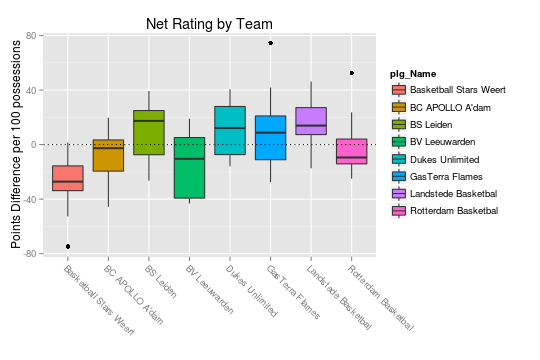 Net Rating by Team
Points Difference per 100 possessions
80
40
0
-40
-80
Basketball Stars Weert
BC APOLLO A'dam
BS Leiden
BV Leeuwarden
Dukes Unlimited
GasTerra Flames
Landstede Basketbal
Rotterdam Basketbal
plg_Name
Basketball Stars Weert
BC APOLLO A'dam
BS Leiden
BV Leeuwarden
Dukes Unlimited
GasTerra Flames
Landstede Basketbal
Rotterdam Basketbal